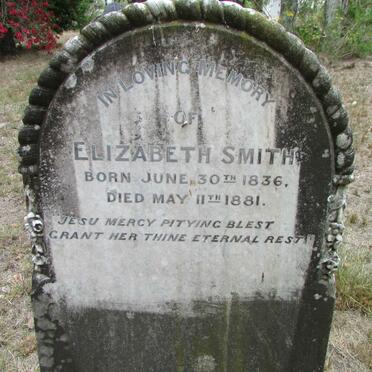 IN LOVING MEMORY
OF
ELIZABETH SMITH
BORN JUNE 30TH 1836,
DIED MAY 11TH 1881.
JESU MERCY PITYING BLEST
GRANT HER THINE ETERNAL REST